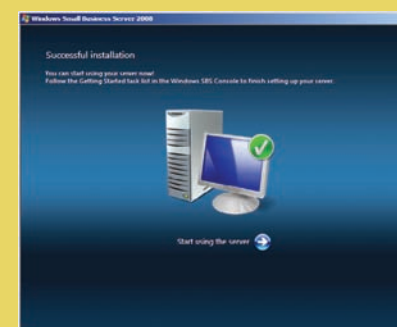 Windows Small Business Server 2008
Successful installation
You can start using your server now!
Follow the Getting Started task list in the Windows SBS Console to finish setting up your server.
Start using the server